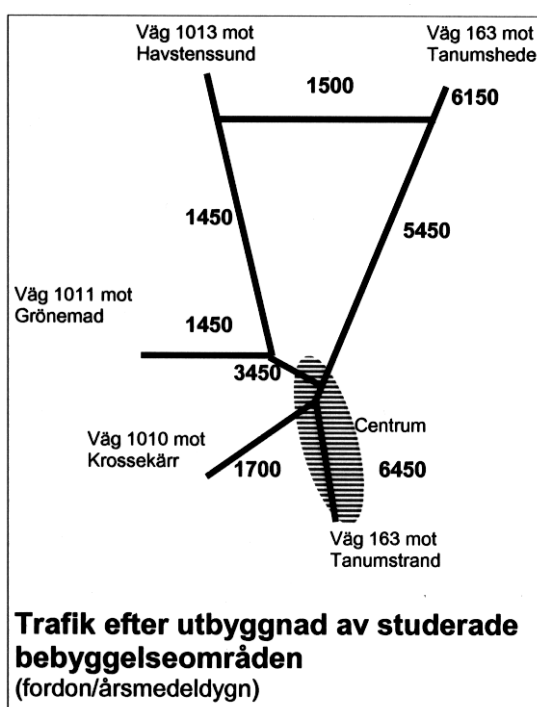 Väg 1013 mot
Havstenssund
Väg 163 mot
Tanumshede
1500
6150
1450
5450
Väg 1011 mot
Grönemad
1450
3450
Centrum
Väg 1010 mot
Krossekärr
1700
6450
Väg 163 mot
Tanumstrand
Trafik efter utbyggnad av studerade
bebyggelseområden
(fordon/årsmedeldygn)